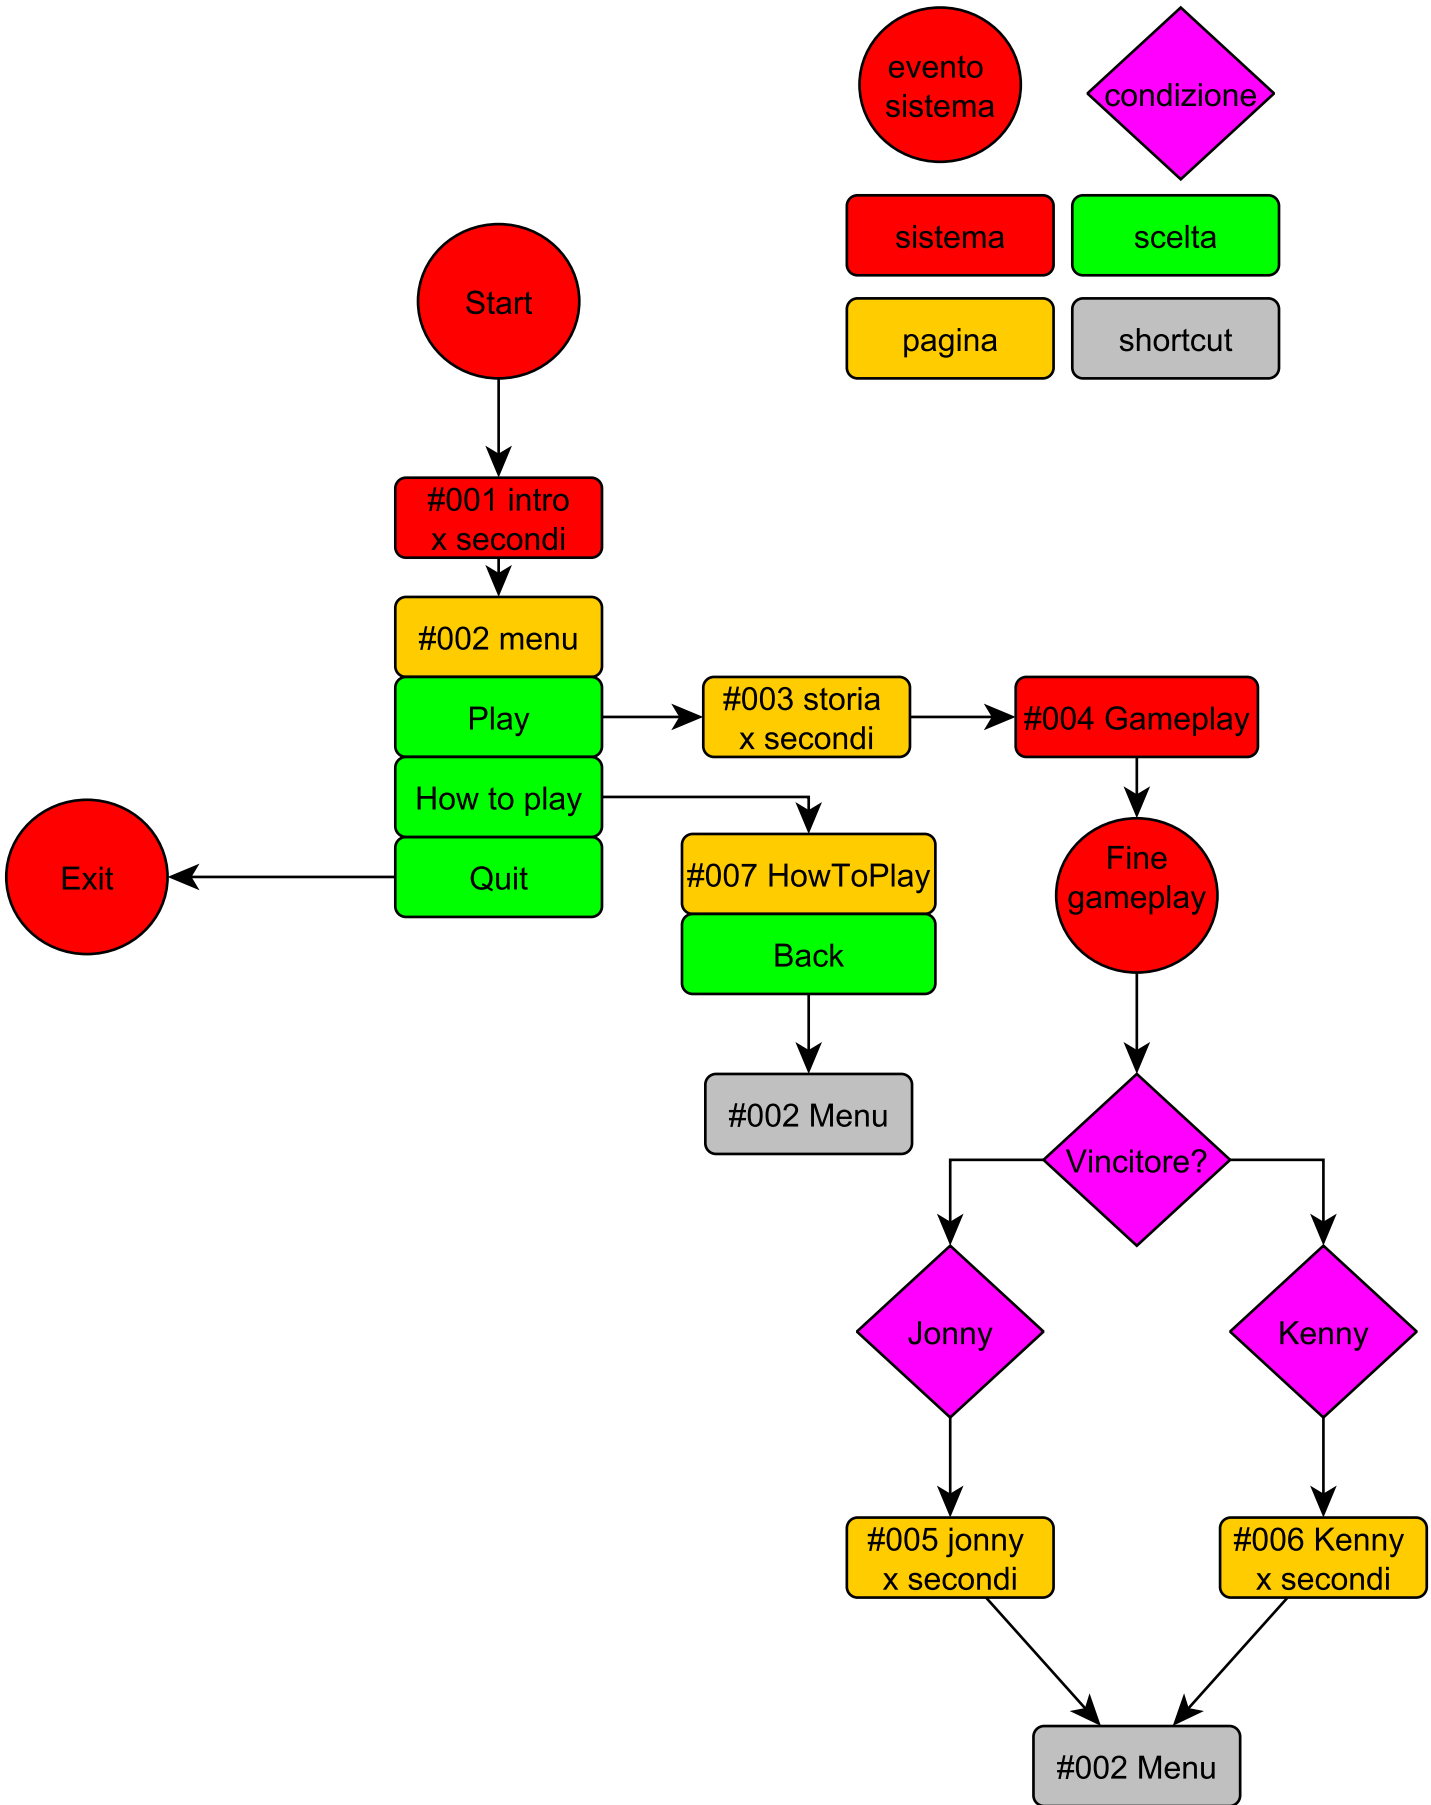 evento
sistema
condizione
sistema
scelta
pagina
shortcut
Start
#001 intro
x secondi
#002 menu
Play
How to play
Quit
Exit
#003 storia
x secondi
#004 Gameplay
#007 HowToPlay
Back
#002 Menu
Fine
gameplay
Vincitore?
Jonny
Kenny
#005 jonny
x secondi
#006 Kenny
x secondi
#002 Menu